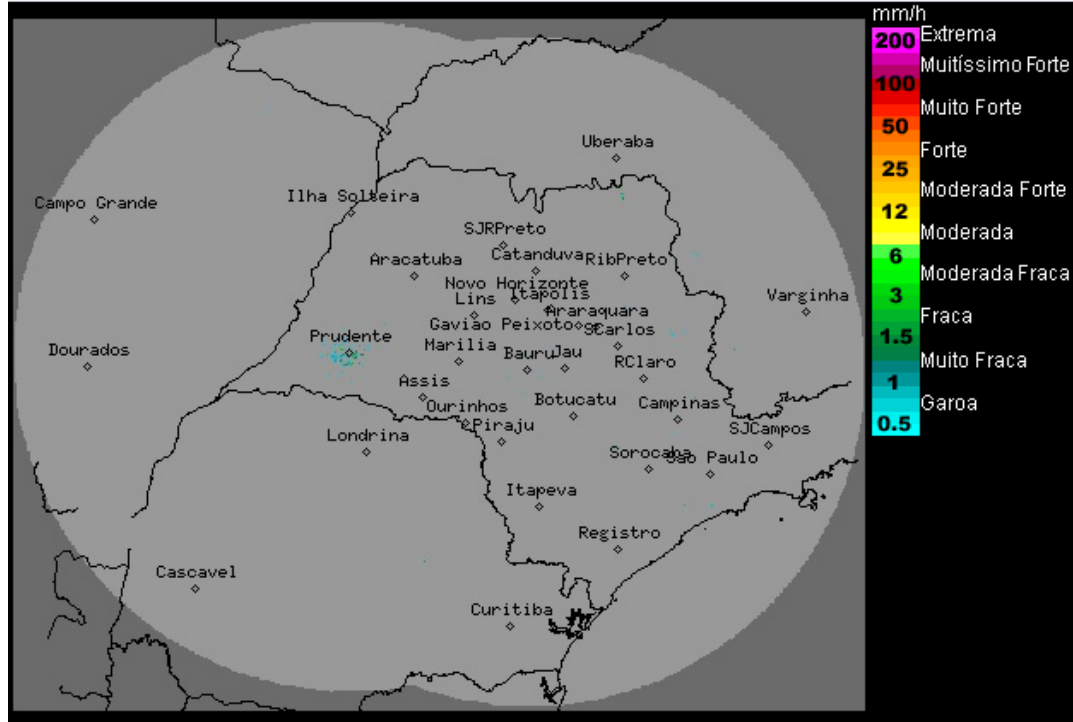 mm/h
200 Extrema
Muitíssimo Forte
100
Muito Forte
50
Forte
25
Moderada Forte
12
Moderada
6
Moderada Fraca
3
Fraca
1.5
Muito Fraca
1
Garoa
0.5
Uberaba
Campo Grande
Ilha Solteira
SJRPreto
Aracatuba
Catanduva
RibPreto
Novo Horizonte
Lins
Itapolis
Varginha
Araraquara
Gavião Peixoto
SCarlos
Prudente
Dourados
Marilia
Bauru
Jau
RClaro
Assis
Ourinhos
Botucatu
Campinas
Piraju
Londrina
SJCampos
Sorocaba
Sao Paulo
Itapeva
Registro
Cascavel
Curitiba